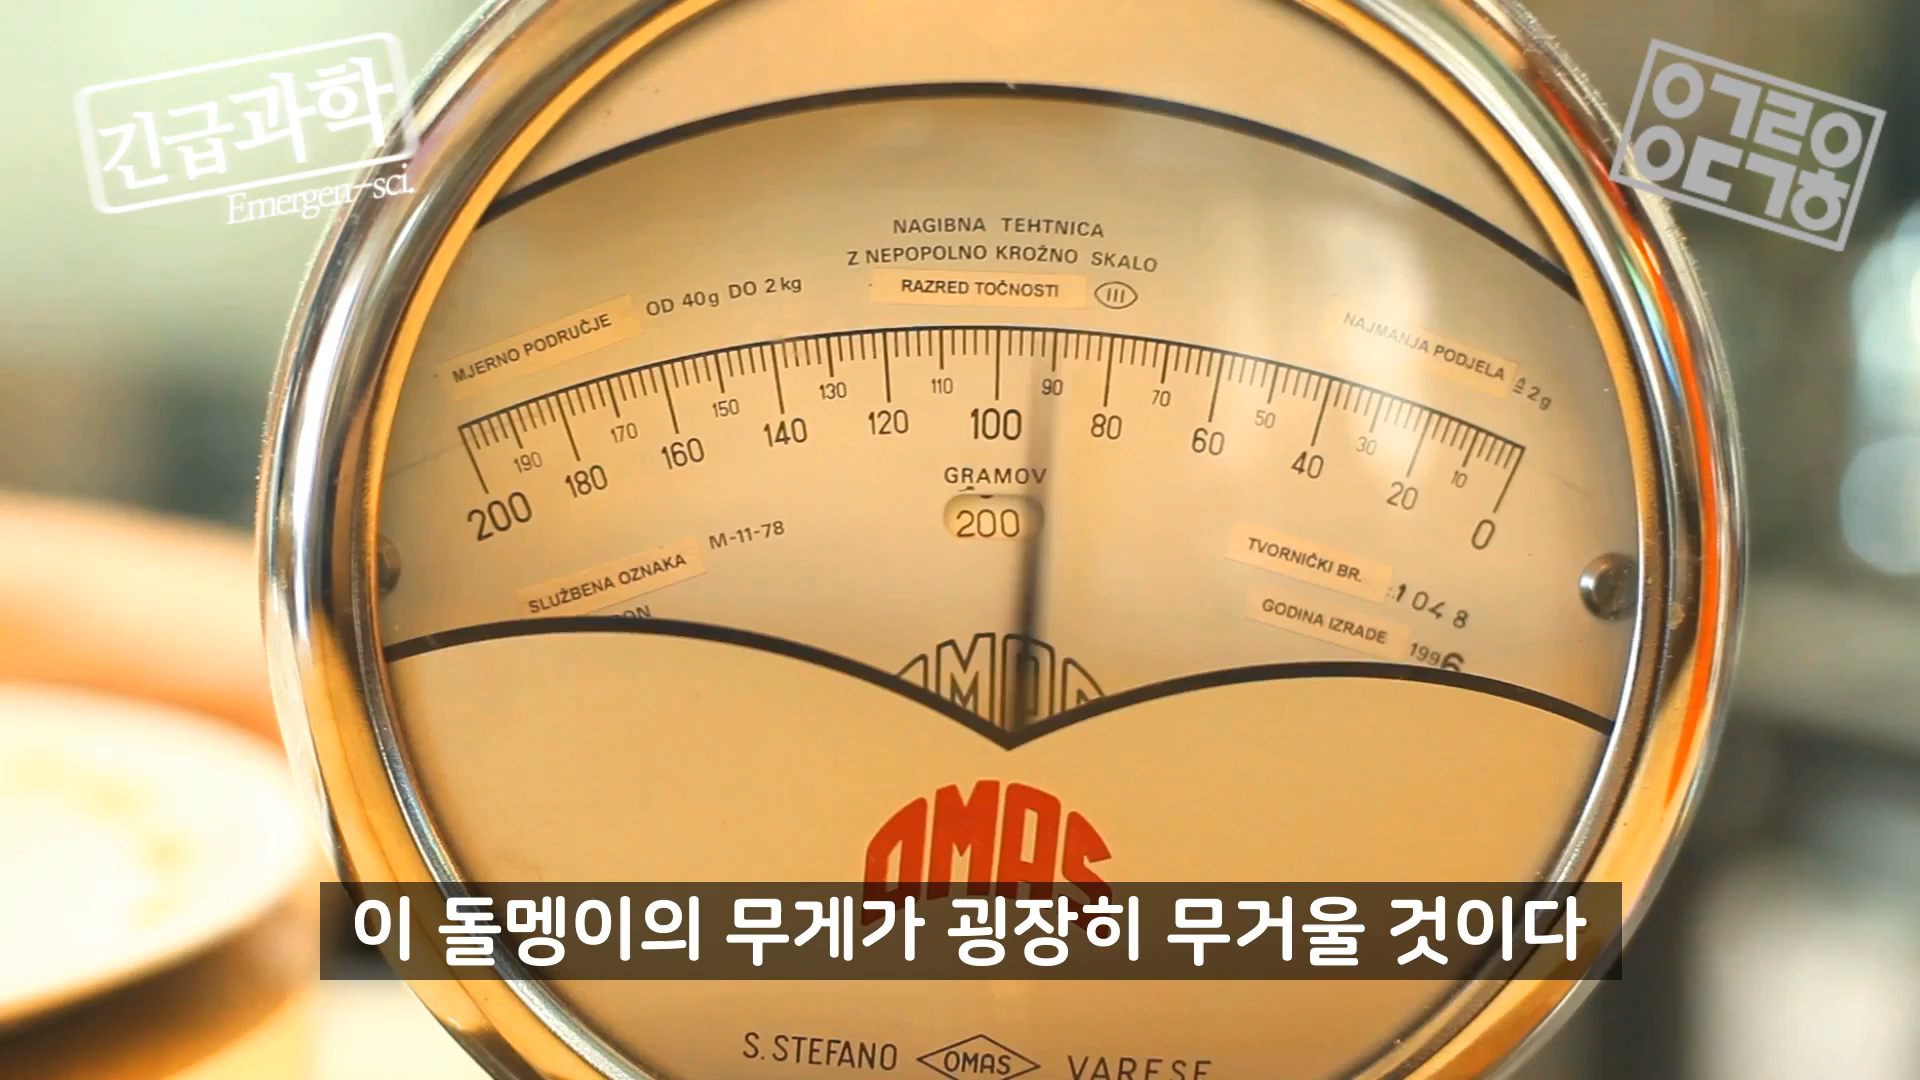 긴급과학
Emergen-sci.
NAGIBNA TEHTNICA
Z NEPOPOLNO KROŽNO SKALO
RAZRED TOČNOSTI III
MJERNO PODRUČJE OD 40g DO 2kg
NAJMANJA PODJELA ≙ 2g
200 190 180 170 160 150 140 130 120 110 100 90 80 70 60 50 40 30 20 10 0
GRAMOV
200
SLUŽBENA OZNAKA M-11-78
TVORNIČKI BR. 1048
GODINA IZRADE 1996
OMAS
이 돌멩이의 무게가 굉장히 무거울 것이다
S. STEFANO OMAS VARESE